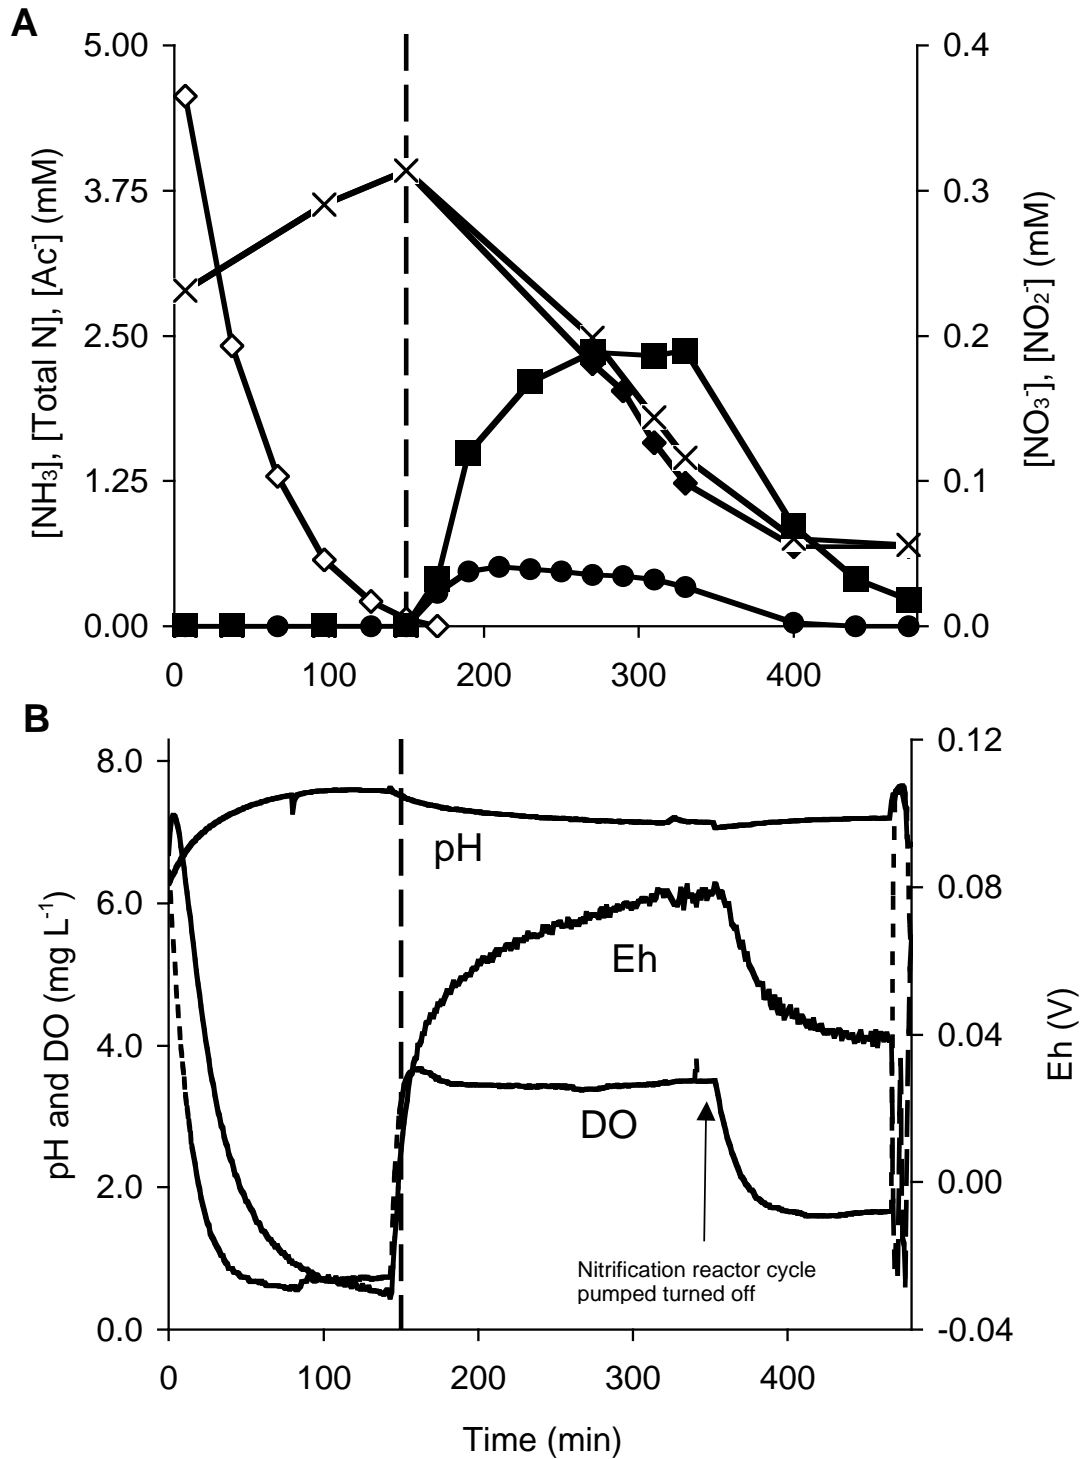 A
5.00
3.75
2.50
1.25
0.00
[NH3], [Total N], [Ac-] (mM)
0.4
0.3
0.2
0.1
0.0
[NO3-], [NO2-] (mM)
0
100
200
300
400
B
8.0
6.0
4.0
2.0
0.0
pH and DO (mg L-1)
0.12
0.08
0.04
0.00
-0.04
Eh (V)
pH
Eh
DO
Nitrification reactor cycle
pumped turned off
0
100
200
300
400
Time (min)